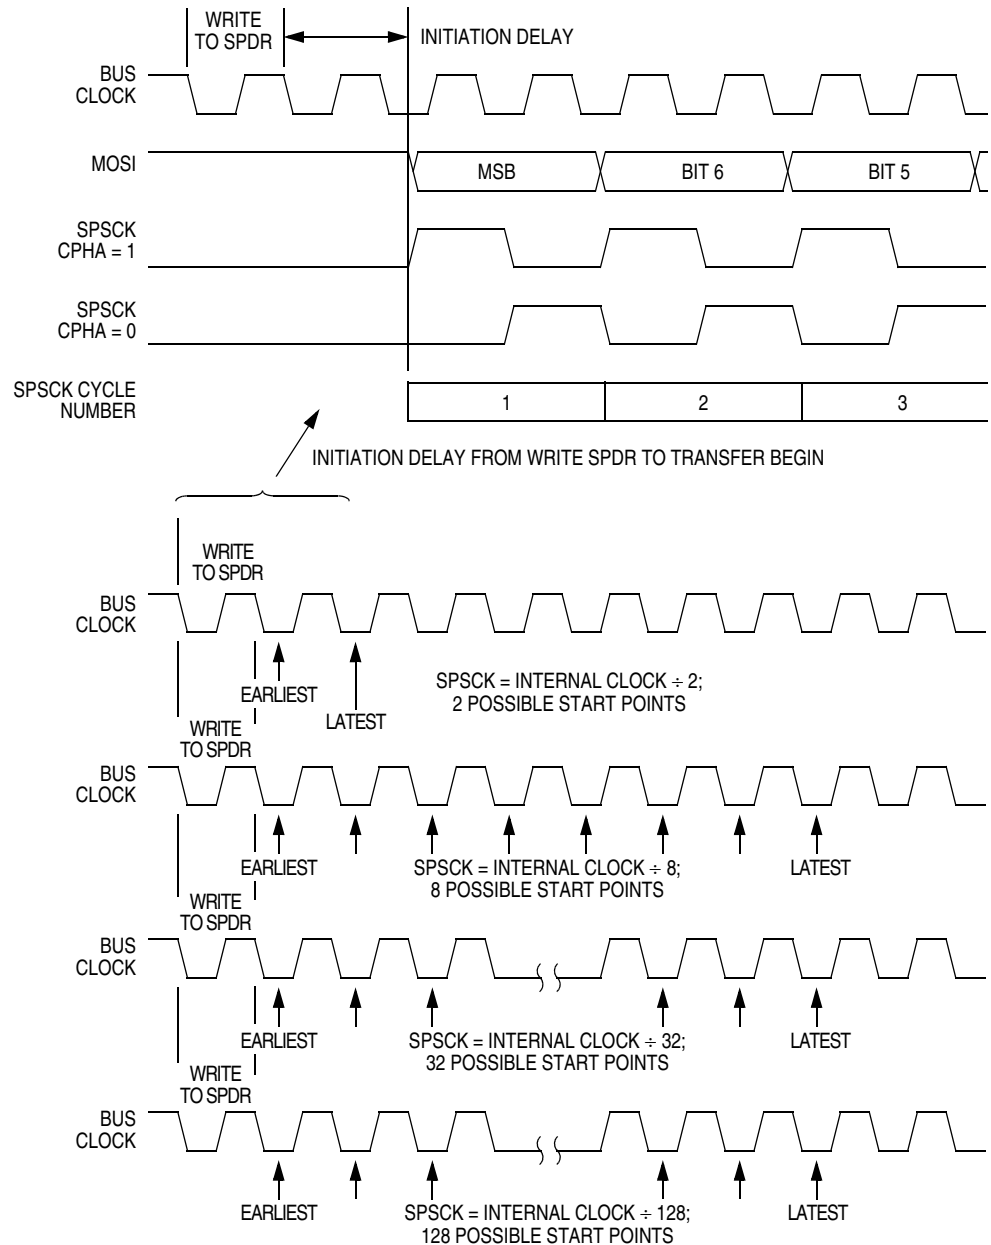 WRITE
TO SPDR
INITIATION DELAY
BUS
CLOCK
MOSI
MSB
BIT 6
BIT 5
SPSCK
CPHA = 1
SPSCK
CPHA = 0
SPSCK CYCLE
NUMBER
1
2
3
INITIATION DELAY FROM WRITE SPDR TO TRANSFER BEGIN
WRITE
TO SPDR
BUS
CLOCK
EARLIEST
LATEST
SPSCK = INTERNAL CLOCK ÷ 2;
2 POSSIBLE START POINTS
WRITE
TO SPDR
BUS
CLOCK
EARLIEST
SPSCK = INTERNAL CLOCK ÷ 8;
8 POSSIBLE START POINTS
LATEST
WRITE
TO SPDR
BUS
CLOCK
EARLIEST
SPSCK = INTERNAL CLOCK ÷ 32;
32 POSSIBLE START POINTS
LATEST
WRITE
TO SPDR
BUS
CLOCK
EARLIEST
SPSCK = INTERNAL CLOCK ÷ 128;
128 POSSIBLE START POINTS
LATEST